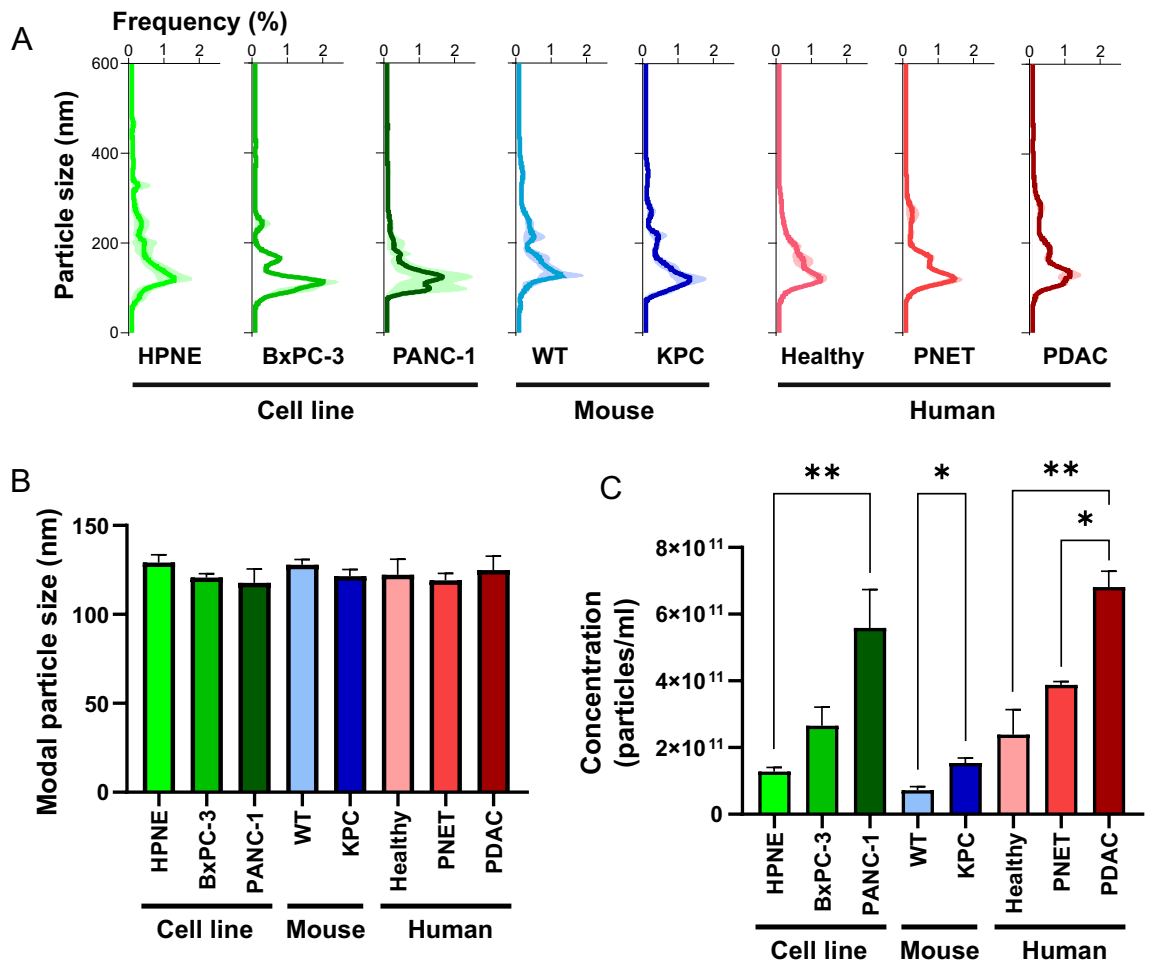 A
Frequency (%)
0 1 2 0 1 2 0 1 2 0 1 2 0 1 2 0 1 2 0 1 2 0 1 2
Particle size (nm)
600
400
200
0
HPNE BxPC-3 PANC-1 WT KPC Healthy PNET PDAC
Cell line Mouse Human
B
Modal particle size (nm)
150
100
50
0
HPNE BxPC-3 PANC-1 WT KPC Healthy PNET PDAC
Cell line Mouse Human
C
** * **
*
Concentration
(particles/ml)
8×10¹¹
6×10¹¹
4×10¹¹
2×10¹¹
0
HPNE BxPC-3 PANC-1 WT KPC Healthy PNET PDAC
Cell line Mouse Human